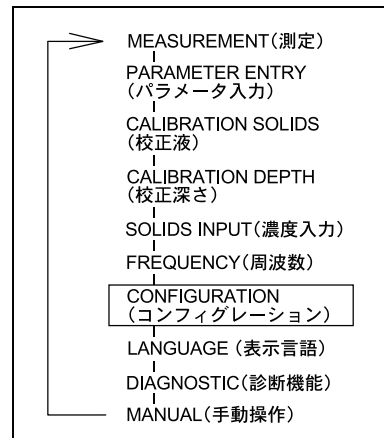 MEASUREMENT(測定)
PARAMETER ENTRY
(パラメータ入力)
CALIBRATION SOLIDS
(校正液)
CALIBRATION DEPTH
(校正深さ)
SOLIDS INPUT(濃度入力)
FREQUENCY(周波数)
CONFIGURATION
(コンフィグレーション)
LANGUAGE (表示言語)
DIAGNOSTIC(診断機能)
MANUAL(手動操作)